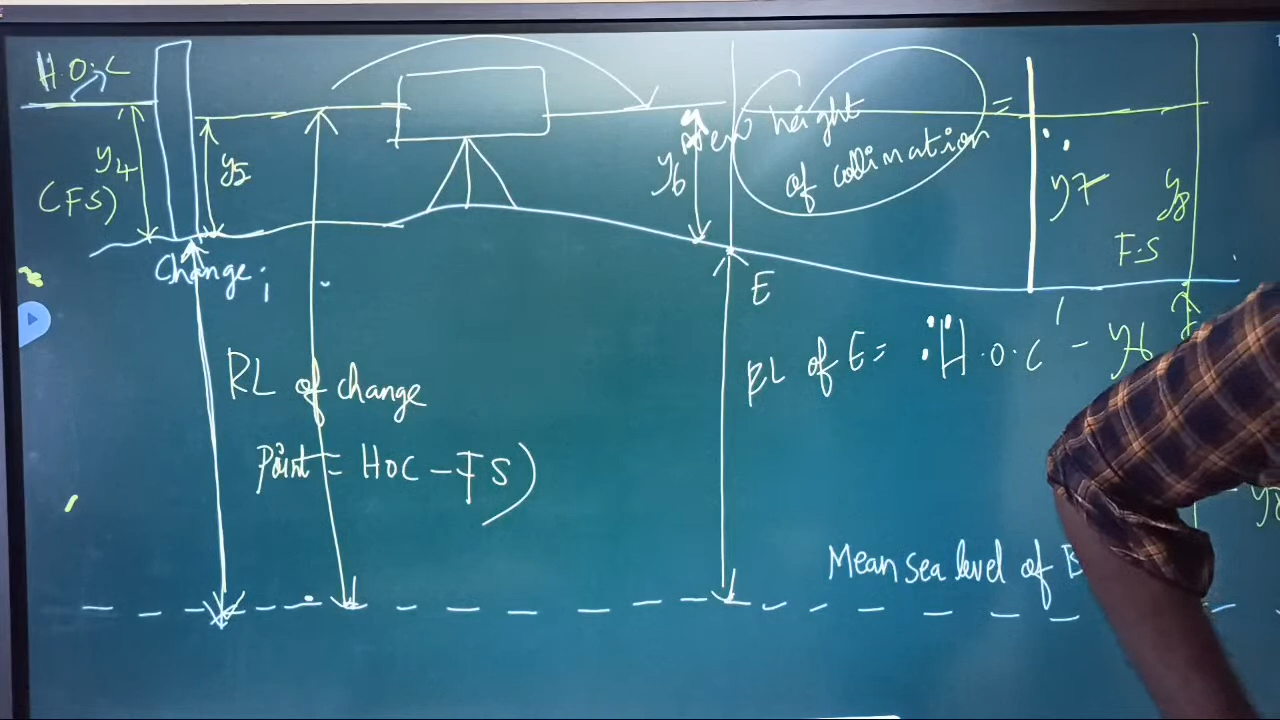 H.O.C
height
of collimation
=
y4
(FS)
y5
y6
y7
y8
F.S
Change
E
RL of E = H.O.C - y6
RL of change
Point = HOC - FS)
Mean sea level of